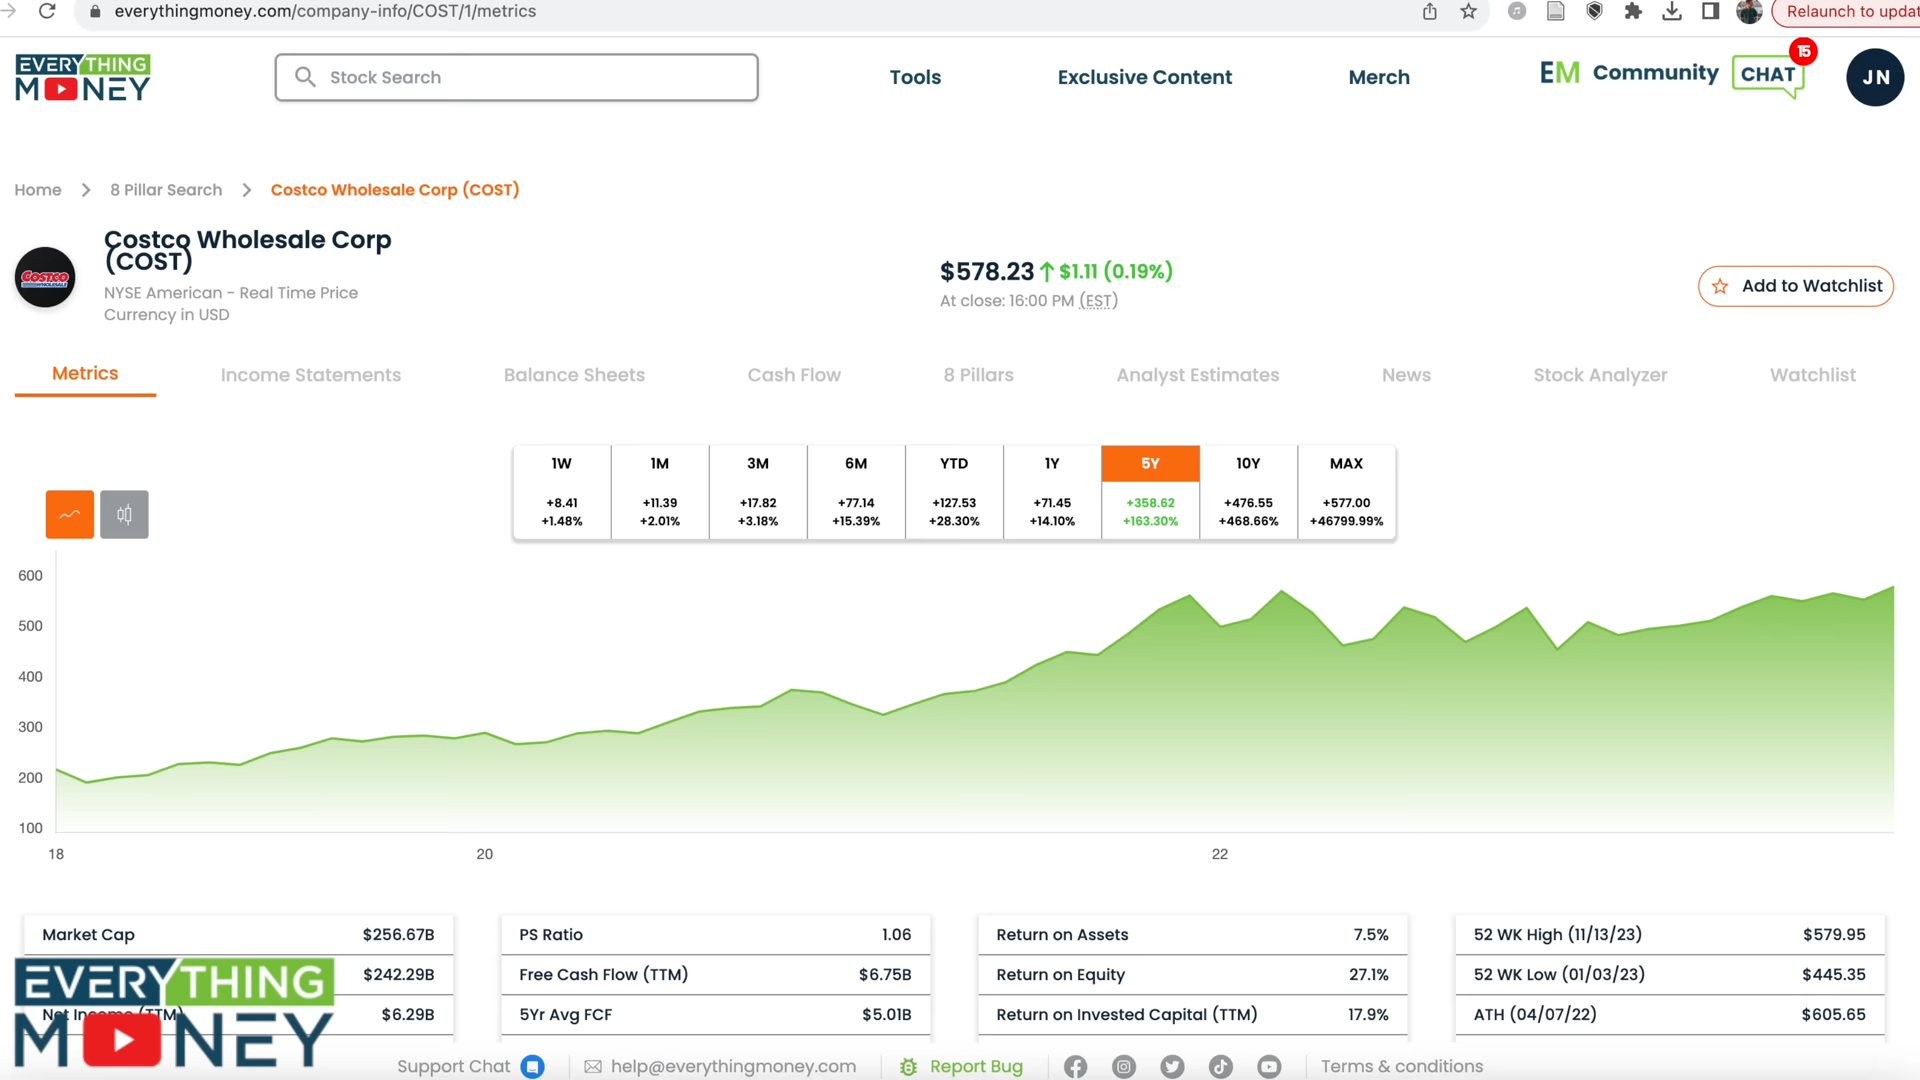 everythingmoney.com/company-info/COST/1/metrics
Relaunch to updat
EVERYTHING
MONEY
Stock Search
Tools
Exclusive Content
Merch
EM Community
CHAT
15
JN
Home > 8 Pillar Search > Costco Wholesale Corp (COST)
COSTCO
WHOLESALE
Costco Wholesale Corp
(COST)
NYSE American - Real Time Price
Currency in USD
$578.23 ↑ $1.11 (0.19%)
At close: 16:00 PM (EST)
Add to Watchlist
Metrics
Income Statements
Balance Sheets
Cash Flow
8 Pillars
Analyst Estimates
News
Stock Analyzer
Watchlist
1W
+8.41
+1.48%
1M
+11.39
+2.01%
3M
+17.82
+3.18%
6M
+77.14
+15.39%
YTD
+127.53
+28.30%
1Y
+71.45
+14.10%
5Y
+358.62
+163.30%
10Y
+476.55
+468.66%
MAX
+577.00
+46799.99%
600
500
400
300
200
100
18
20
22
Market Cap $256.67B
$242.29B
Net Income (TTM) $6.29B
PS Ratio 1.06
Free Cash Flow (TTM) $6.75B
5Yr Avg FCF $5.01B
Return on Assets 7.5%
Return on Equity 27.1%
Return on Invested Capital (TTM) 17.9%
52 WK High (11/13/23) $579.95
52 WK Low (01/03/23) $445.35
ATH (04/07/22) $605.65
EVERYTHING
MONEY
Support Chat
help@everythingmoney.com
Report Bug
Terms & conditions